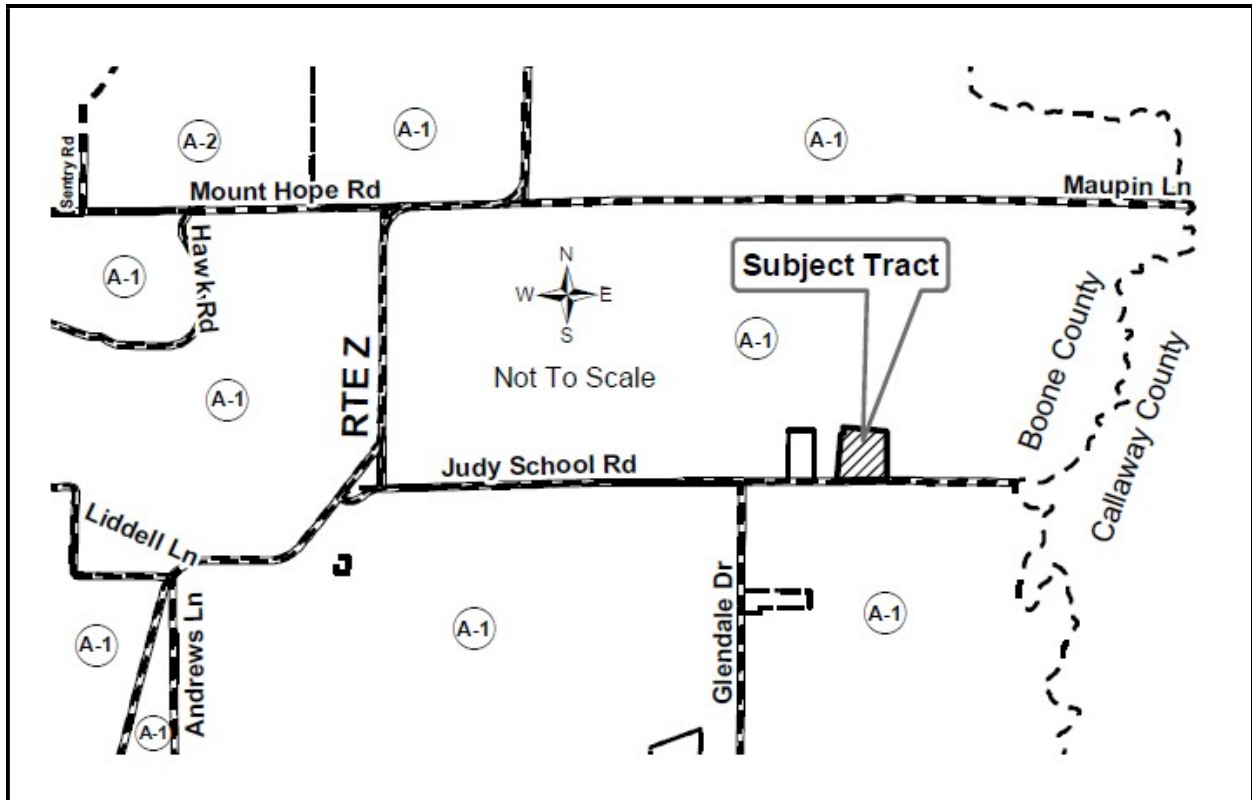 A-2
A-1
A-1
Sentry Rd
Mount Hope Rd
Maupin Ln
Hawk Rd
A-1
N
W E
S
Subject Tract
Not To Scale
A-1
A-1
RTE Z
Boone County
Callaway County
Judy School Rd
Liddell Ln
Andrews Ln
Glendale Dr
A-1
A-1
A-1
A-1